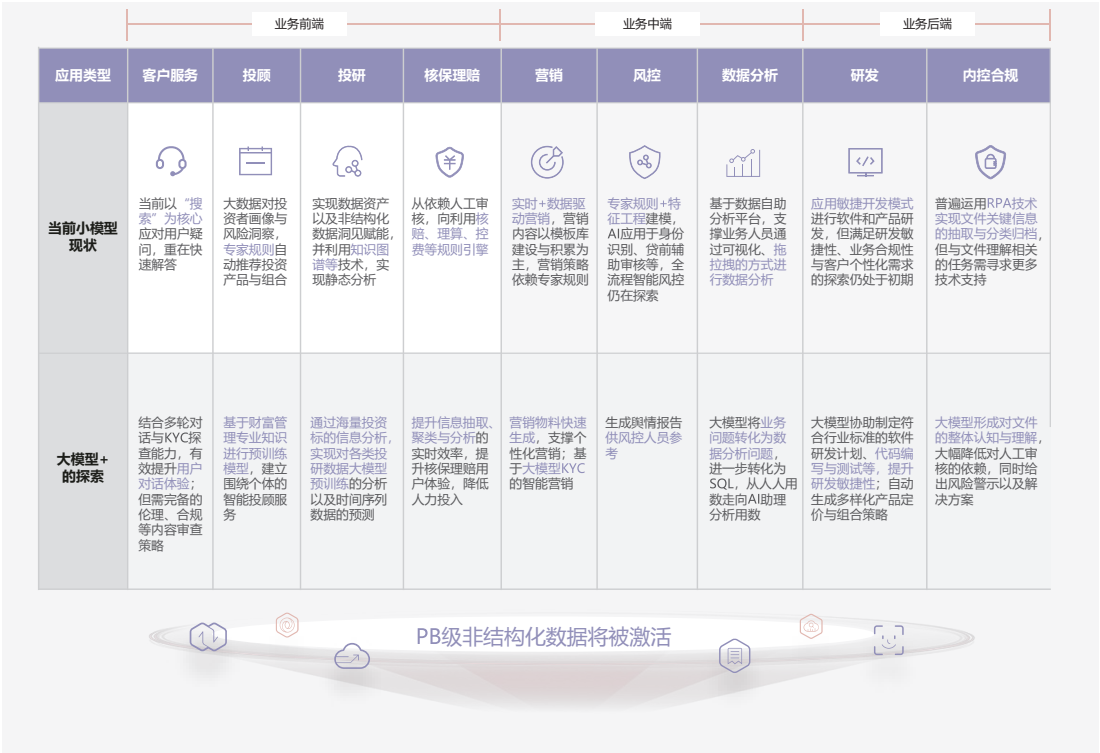 业务前端
业务中端
业务后端
应用类型
客户服务
投顾
投研
核保理赔
营销
风控
数据分析
研发
内控合规
当前小模型
现状
当前以“搜
索”为核心
应对用户疑
问，重在快
速解答
大数据对投
资者画像与
风险洞察，
专家规则自
动推荐投资
产品与组合
实现数据资产
以及非结构化
数据洞见赋能，
并利用知识图
谱等技术，实
现静态分析
从依赖人工审
核，向利用核
赔、理算、控
费等规则引擎
实时+数据驱
动营销，营销
内容以模板库
建设与积累为
主，营销策略
依赖专家规则
专家规则+特
征工程建模，
AI应用于身份
识别、贷前辅
助审核等，全
流程智能风控
仍在探索
基于数据自助
分析平台，支
撑业务人员通
过可视化、拖
拉拽的方式进
行数据分析
应用敏捷开发模式
进行软件和产品研
发，但满足研发敏
捷性、业务合规性
与客户个性化需求
的探索仍处于初期
普遍运用RPA技术
实现文件关键信息
的抽取与分类归档，
但与文件理解相关
的任务需寻求更多
技术支持
大模型+
的探索
结合多轮对
话与KYC探
查能力，有
效提升用户
对话体验；
但需完备的
伦理、合规
等内容审查
策略
基于财富管
理专业知识
进行预训练
模型，建立
围绕个体的
智能投顾服
务
通过海量投资
标的信息分析，
实现对各类投
研数据大模型
预训练的分析
以及时间序列
数据的预测
提升信息抽取、
聚类与分析的
实时效率，提
升核保理赔用
户体验，降低
人力投入
营销物料快速
生成，支撑个
性化营销；基
于大模型KYC
的智能营销
生成舆情报告
供风控人员参
考
大模型将业务
问题转化为数
据分析问题，
进一步转化为
SQL，从人人用
数走向AI助理
分析用数
大模型协助制定符
合行业标准的软件
研发计划、代码编
写与测试等，提升
研发敏捷性；自动
生成多样化产品定
价与组合策略
大模型形成对文件
的整体认知与理解，
大幅降低对人工审
核的依赖，同时给
出风险警示以及解
决方案
PB级非结构化数据将被激活